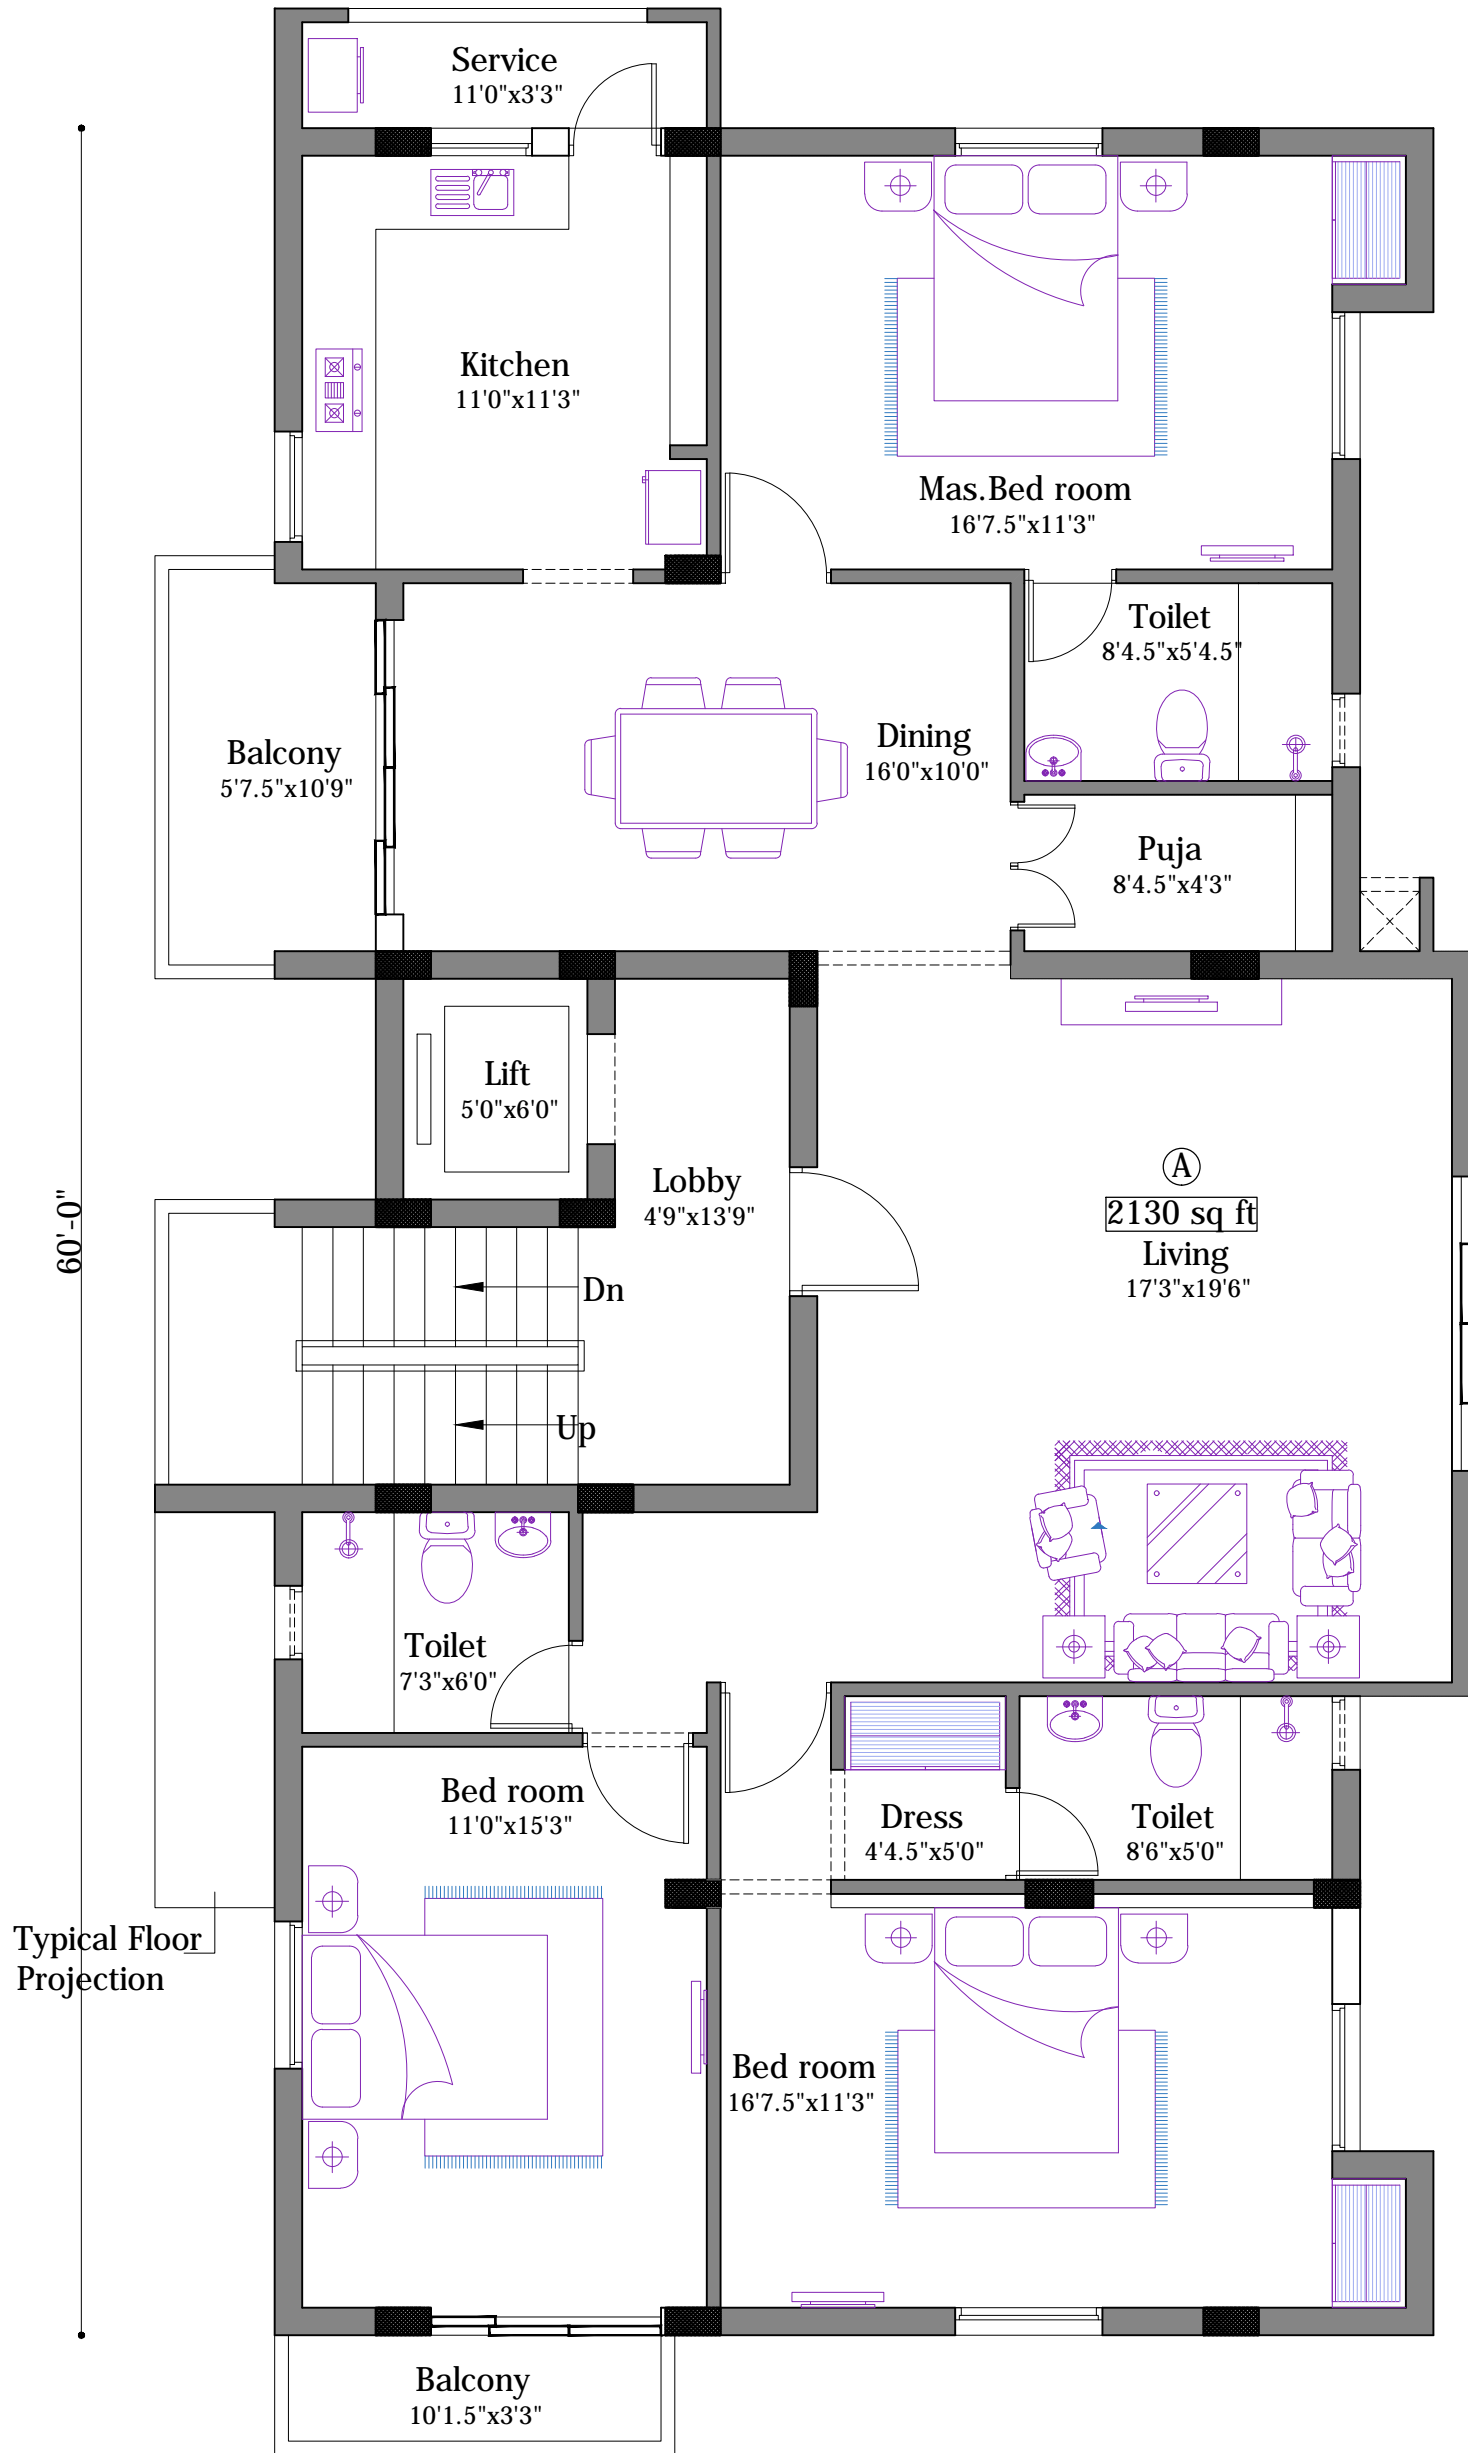 Service
11'0"x3'3"
Kitchen
11'0"x11'3"
Mas.Bed room
16'7.5"x11'3"
Toilet
8'4.5"x5'4.5"
Balcony
5'7.5"x10'9"
Dining
16'0"x10'0"
Puja
8'4.5"x4'3"
Lift
5'0"x6'0"
Lobby
4'9"x13'9"
A
2130 sq ft
Living
17'3"x19'6"
60'-0"
Dn
Up
Toilet
7'3"x6'0"
Bed room
11'0"x15'3"
Dress
4'4.5"x5'0"
Toilet
8'6"x5'0"
Typical Floor
Projection
Bed room
16'7.5"x11'3"
Balcony
10'1.5"x3'3"